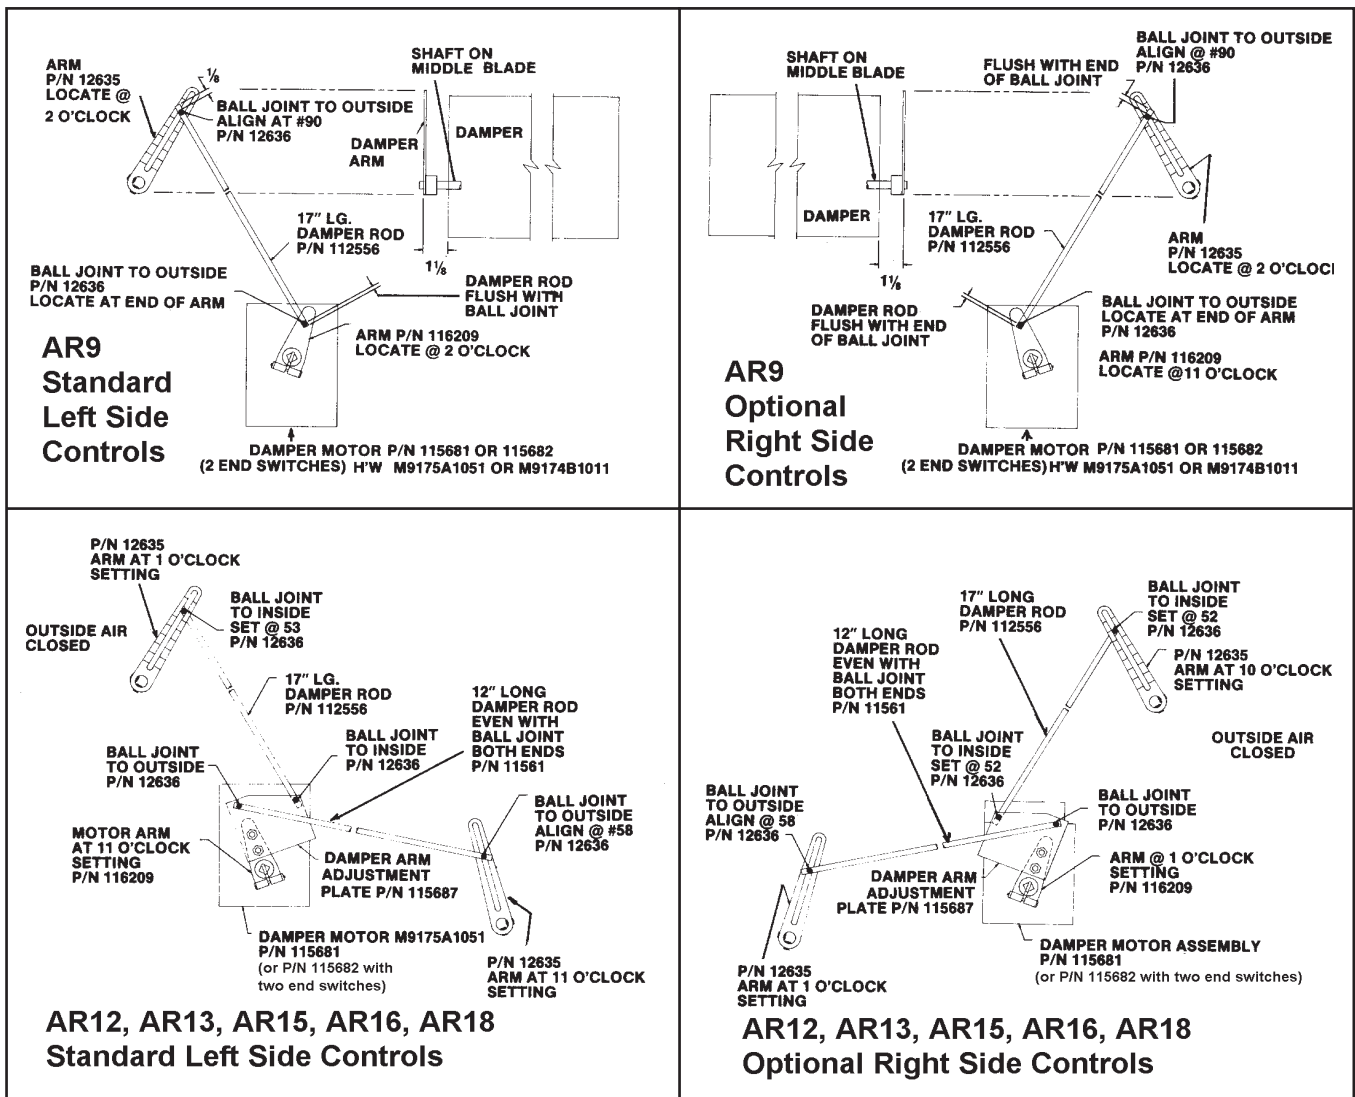 ARM
P/N 12635
LOCATE @
2 O'CLOCK
1/8
BALL JOINT TO OUTSIDE
ALIGN AT #90
P/N 12636
SHAFT ON
MIDDLE BLADE
DAMPER
ARM
DAMPER
17" LG.
DAMPER ROD
P/N 112556
1 1/8
BALL JOINT TO OUTSIDE
P/N 12636
LOCATE AT END OF ARM
DAMPER ROD
FLUSH WITH
BALL JOINT
ARM P/N 116209
LOCATE @ 2 O'CLOCK
AR9
Standard
Left Side
Controls
DAMPER MOTOR P/N 115681 OR 115682
(2 END SWITCHES) H'W M9175A1051 OR M9174B1011
SHAFT ON
MIDDLE BLADE
FLUSH WITH END
OF BALL JOINT
BALL JOINT TO OUTSIDE
ALIGN @ #90
P/N 12636
DAMPER
17" LG.
DAMPER ROD
P/N 112556
1 1/8
ARM
P/N 12635
LOCATE @ 2 O'CLOCI
DAMPER ROD
FLUSH WITH END
OF BALL JOINT
BALL JOINT TO OUTSIDE
LOCATE AT END OF ARM
P/N 12636
ARM P/N 116209
LOCATE @11 O'CLOCK
AR9
Optional
Right Side
Controls
DAMPER MOTOR P/N 115681 OR 115682
(2 END SWITCHES) H'W M9175A1051 OR M9174B1011
P/N 12635
ARM AT 1 O'CLOCK
SETTING
BALL JOINT
TO INSIDE
SET @ 53
P/N 12636
OUTSIDE AIR
CLOSED
17" LG.
DAMPER ROD
P/N 112556
12" LONG
DAMPER ROD
EVEN WITH
BALL JOINT
BOTH ENDS
P/N 11561
BALL JOINT
TO INSIDE
P/N 12636
BALL JOINT
TO OUTSIDE
P/N 12636
BALL JOINT
TO OUTSIDE
ALIGN @ #58
P/N 12636
MOTOR ARM
AT 11 O'CLOCK
SETTING
P/N 116209
DAMPER ARM
ADJUSTMENT
PLATE P/N 115687
DAMPER MOTOR M9175A1051
P/N 115681
(or P/N 115682 with
two end switches)
P/N 12635
ARM AT 11 O'CLOCK
SETTING
AR12, AR13, AR15, AR16, AR18
Standard Left Side Controls
17" LONG
DAMPER ROD
P/N 112556
BALL JOINT
TO INSIDE
SET @ 52
P/N 12636
12" LONG
DAMPER ROD
EVEN WITH
BALL JOINT
BOTH ENDS
P/N 11561
P/N 12635
ARM AT 10 O'CLOCK
SETTING
OUTSIDE AIR
CLOSED
BALL JOINT
TO INSIDE
SET @ 52
P/N 12636
BALL JOINT
TO OUTSIDE
ALIGN @ 58
P/N 12636
BALL JOINT
TO OUTSIDE
P/N 12636
DAMPER ARM
ADJUSTMENT
PLATE P/N 115687
ARM @ 1 O'CLOCK
SETTING
P/N 116209
DAMPER MOTOR ASSEMBLY
P/N 115681
(or P/N 115682 with two end switches)
P/N 12635
ARM AT 1 O'CLOCK
SETTING
AR12, AR13, AR15, AR16, AR18
Optional Right Side Controls